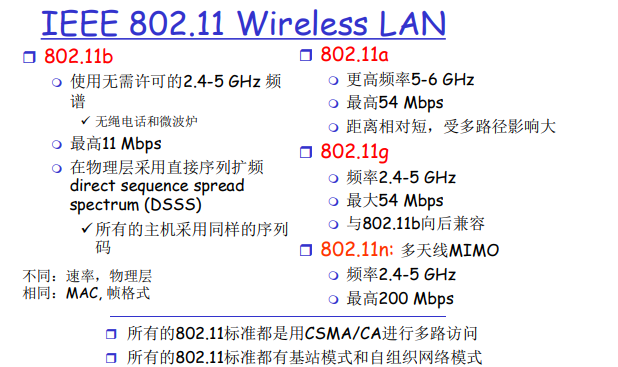 IEEE 802.11 Wireless LAN
802.11b
使用无需许可的2.4-5 GHz 频
谱
无绳电话和微波炉
最高11 Mbps
在物理层采用直接序列扩频
direct sequence spread
spectrum (DSSS)
所有的主机采用同样的序列
码
不同：速率，物理层
相同：MAC, 帧格式
802.11a
更高频率5-6 GHz
最高54 Mbps
距离相对短，受多路径影响大
802.11g
频率2.4-5 GHz
最大54 Mbps
与802.11b向后兼容
802.11n: 多天线MIMO
频率2.4-5 GHz
最高200 Mbps
所有的802.11标准都是用CSMA/CA进行多路访问
所有的802.11标准都有基站模式和自组织网络模式